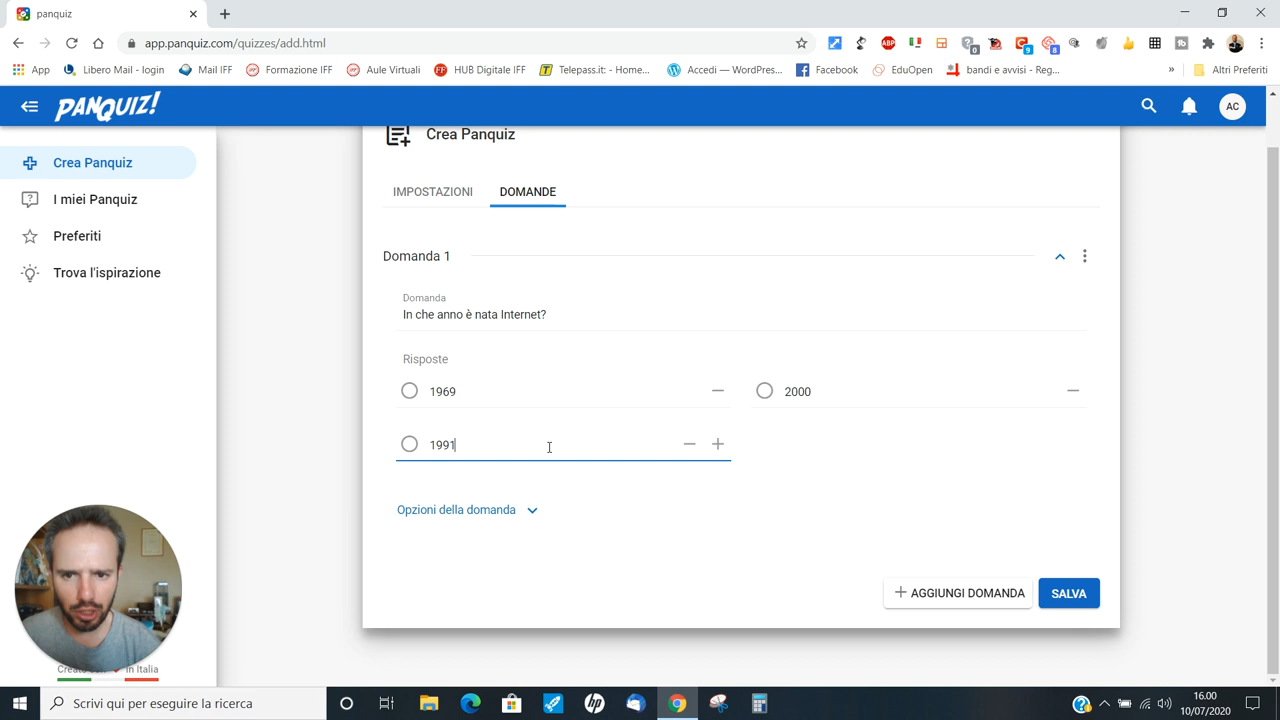 panquiz
app.panquiz.com/quizzes/add.html
ABP
9
8
App
Libero Mail - login
Mail IFF
Formazione IFF
Aule Virtuali
HUB Digitale IFF
Telepass.it: - Home...
Accedi — WordPres...
Facebook
EduOpen
bandi e avvisi - Reg...
»
Altri Preferiti
PANQUIZ!
AC
Crea Panquiz
I miei Panquiz
Preferiti
Trova l'ispirazione
Crea Panquiz
IMPOSTAZIONI
DOMANDE
Domanda 1
Domanda
In che anno è nata Internet?
Risposte
1969
2000
1991
Opzioni della domanda
AGGIUNGI DOMANDA
SALVA
in Italia
Scrivi qui per eseguire la ricerca
16.00
10/07/2020